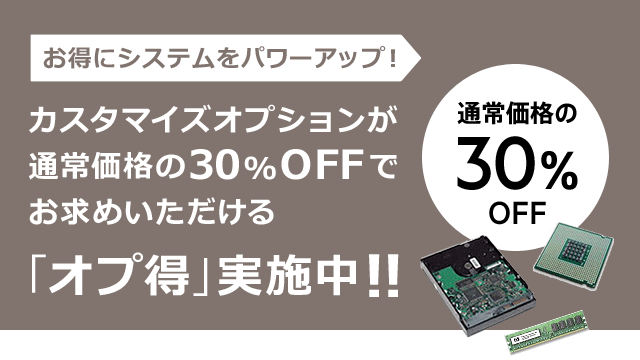 お得にシステムをパワーアップ!
カスタマイズオプションが
通常価格の30%OFFで
お求めいただける
「オプ得」実施中!!
通常価格の
30%
OFF